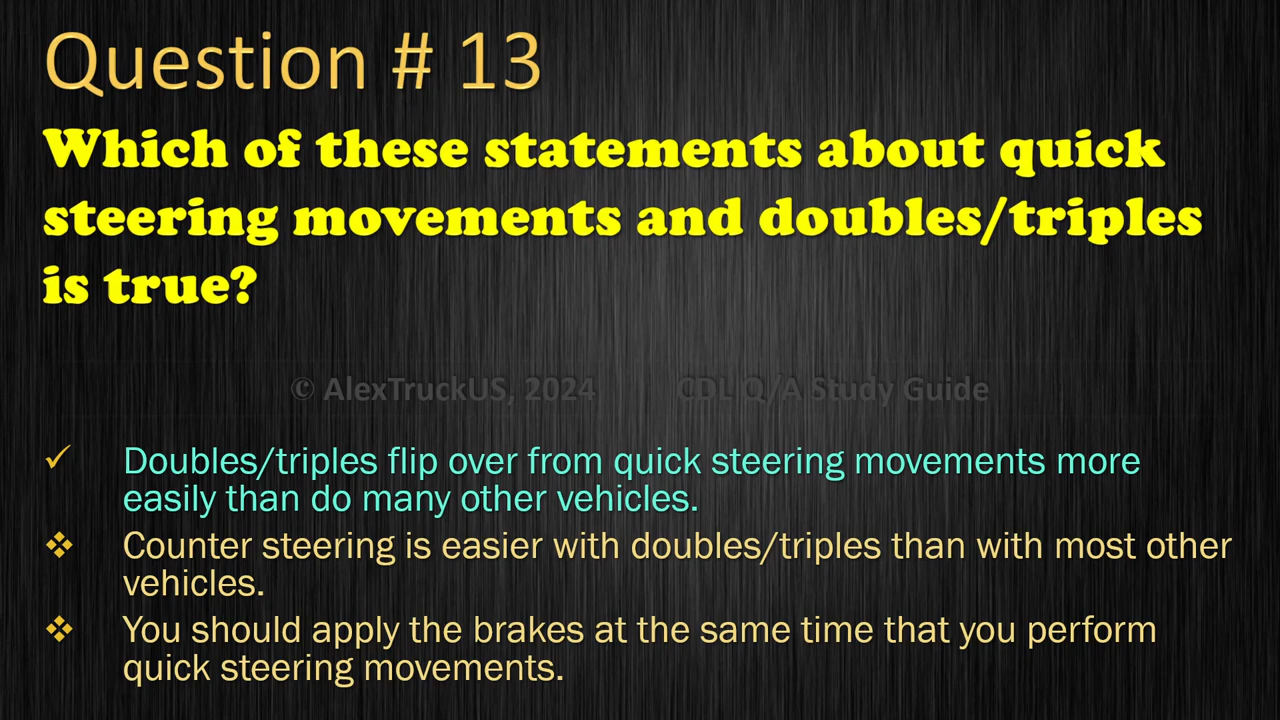 Question # 13
Which of these statements about quick
steering movements and doubles/triples
is true?
© AlexTruckUS, 2024 CDL Q/A Study Guide
✓ Doubles/triples flip over from quick steering movements more
easily than do many other vehicles.
❖ Counter steering is easier with doubles/triples than with most other
vehicles.
❖ You should apply the brakes at the same time that you perform
quick steering movements.